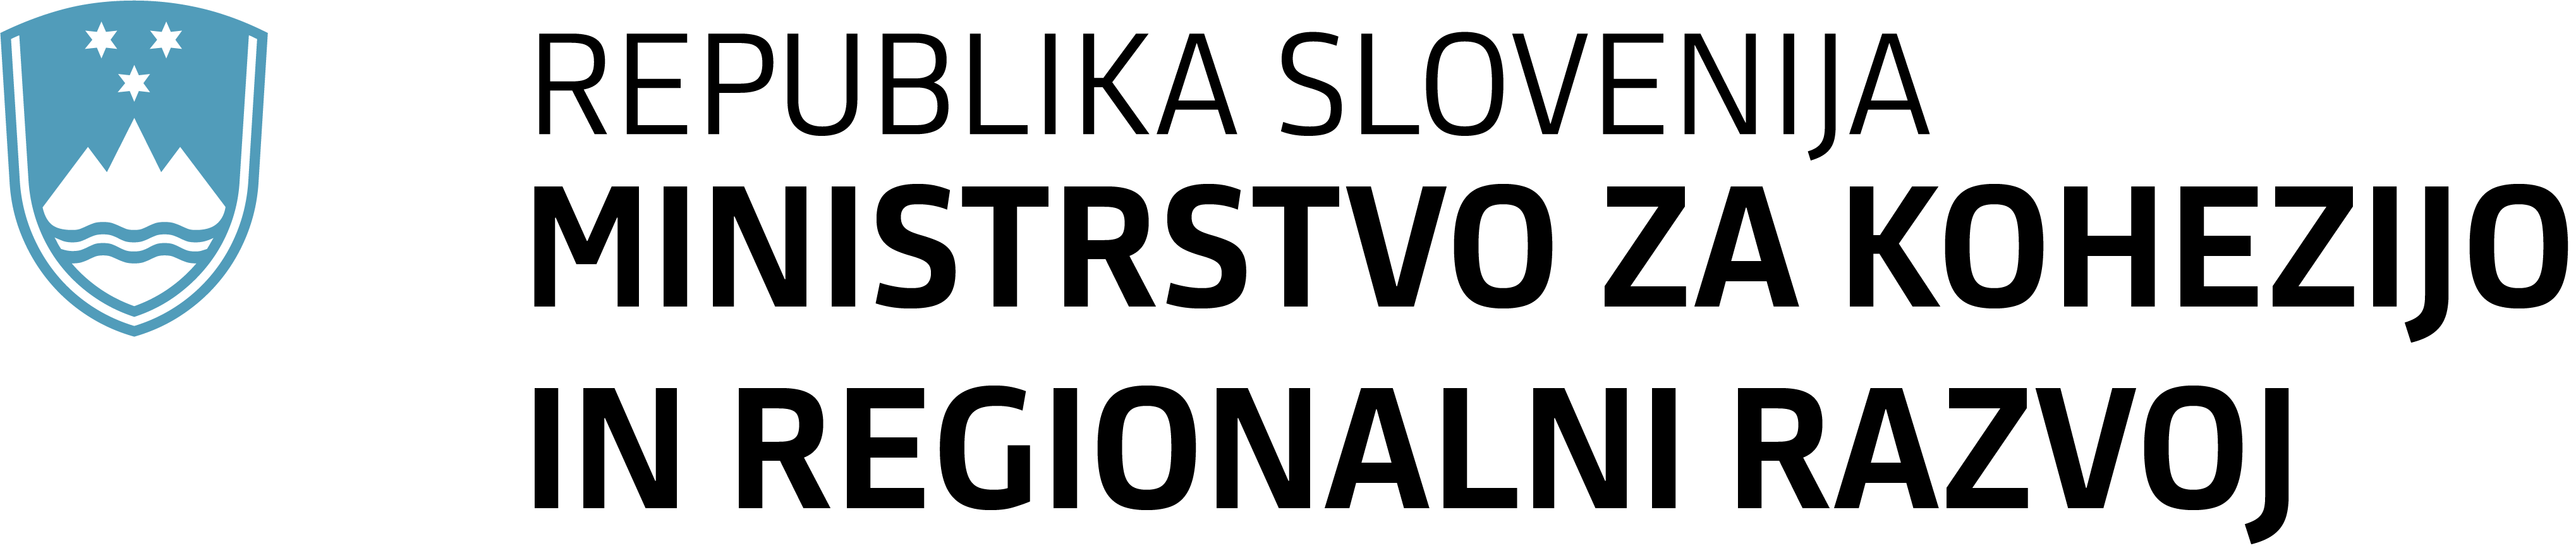 REPUBLIKA SLOVENIJA
MINISTRSTVO ZA KOHEZIJO
IN REGIONALNI RAZVOJ